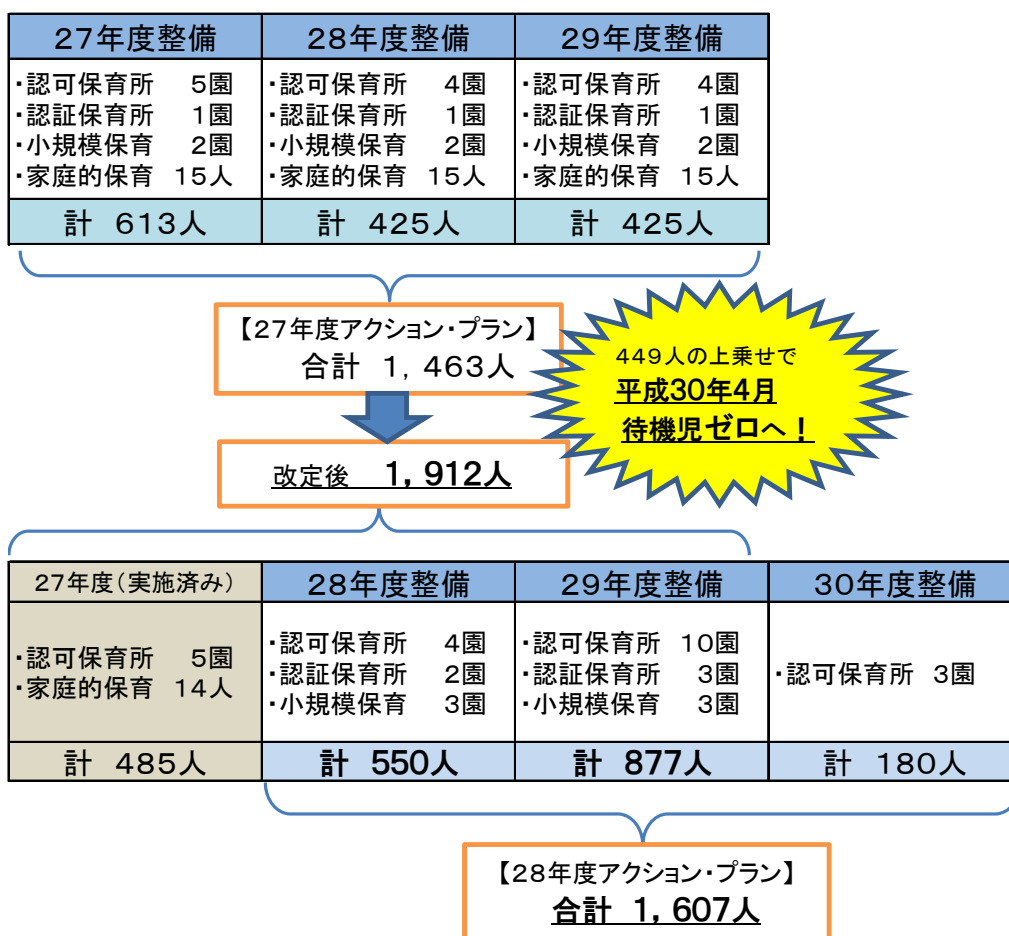 27年度整備
28年度整備
29年度整備
・認可保育所 5園
・認証保育所 1園
・小規模保育 2園
・家庭的保育 15人
・認可保育所 4園
・認証保育所 1園
・小規模保育 2園
・家庭的保育 15人
・認可保育所 4園
・認証保育所 1園
・小規模保育 2園
・家庭的保育 15人
計 613人
計 425人
計 425人
【27年度アクション・プラン】
合計 1,463人
449人の上乗せで
平成30年4月
待機児ゼロへ！
改定後 1,912人
27年度(実施済み)
28年度整備
29年度整備
30年度整備
・認可保育所 5園
・家庭的保育 14人
・認可保育所 4園
・認証保育所 2園
・小規模保育 3園
・認可保育所 10園
・認証保育所 3園
・小規模保育 3園
・認可保育所 3園
計 485人
計 550人
計 877人
計 180人
【28年度アクション・プラン】
合計 1,607人